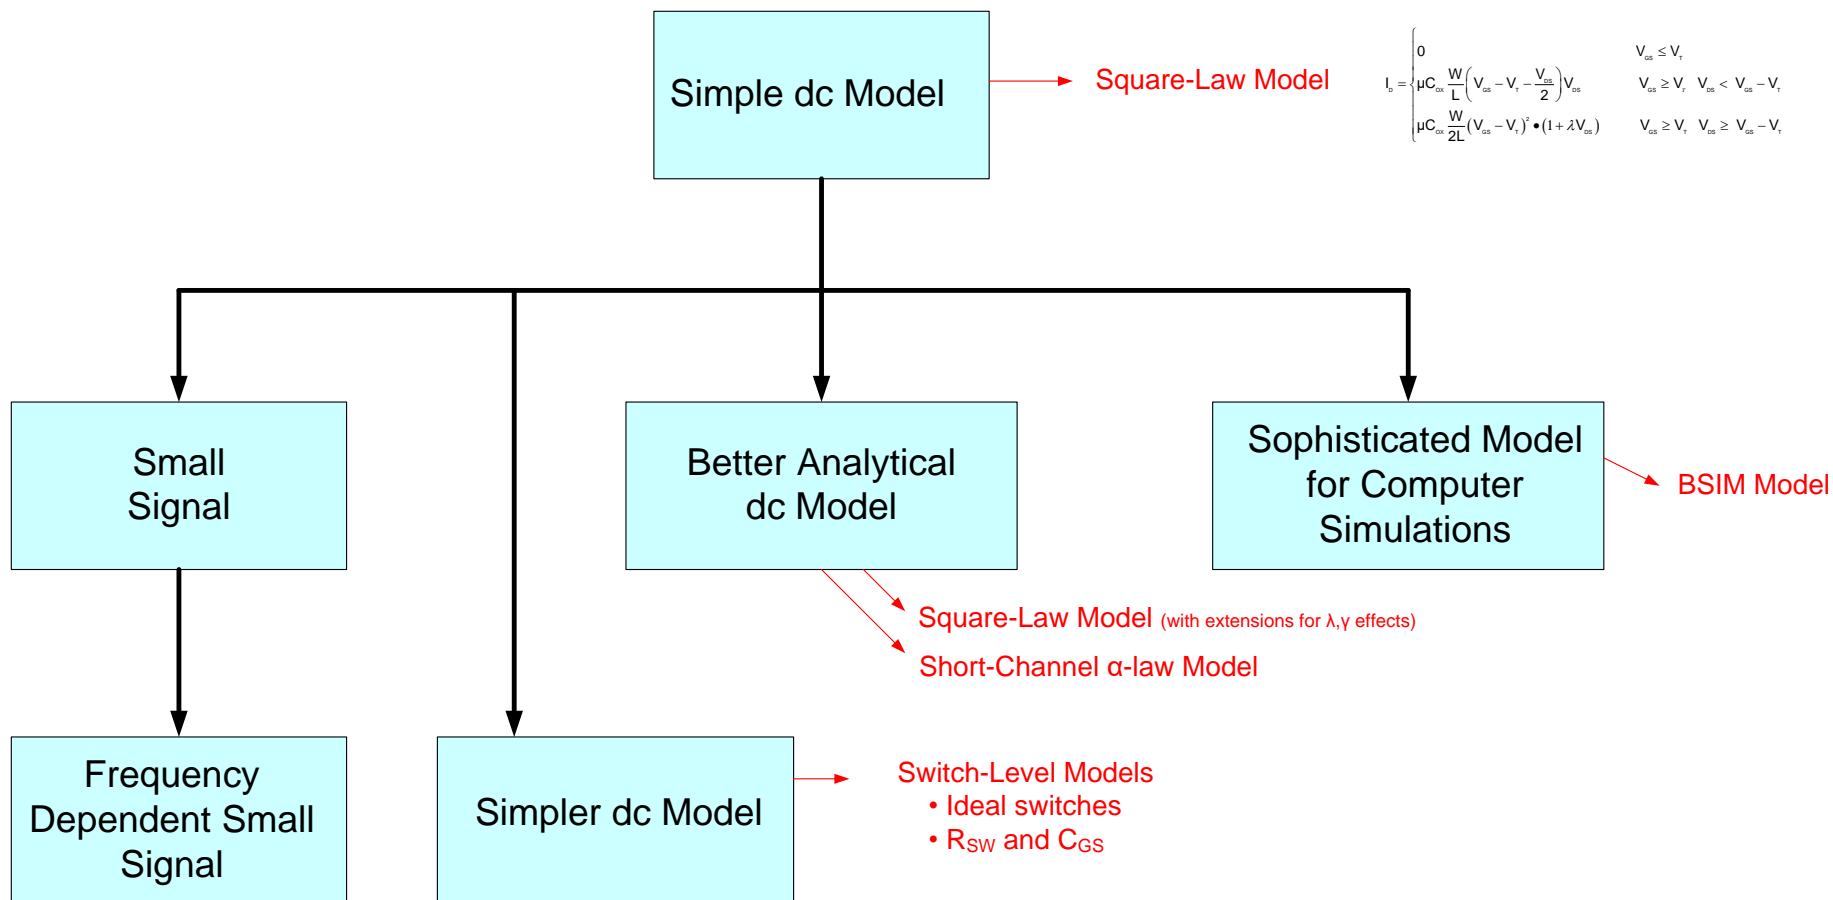 Simple dc Model
Square-Law Model
I_D = { 0    V_GS ≤ V_T
μC_OX W/L (V_GS − V_T − V_DS/2) V_DS    V_GS ≥ V_T  V_DS < V_GS − V_T
μC_OX W/2L (V_GS − V_T)² • (1 + λV_DS)    V_GS ≥ V_T  V_DS ≥ V_GS − V_T
Small
Signal
Better Analytical
dc Model
Sophisticated Model
for Computer
Simulations
BSIM Model
Square-Law Model (with extensions for λ,γ effects)
Short-Channel α-law Model
Frequency
Dependent Small
Signal
Simpler dc Model
Switch-Level Models
• Ideal switches
• R_SW and C_GS